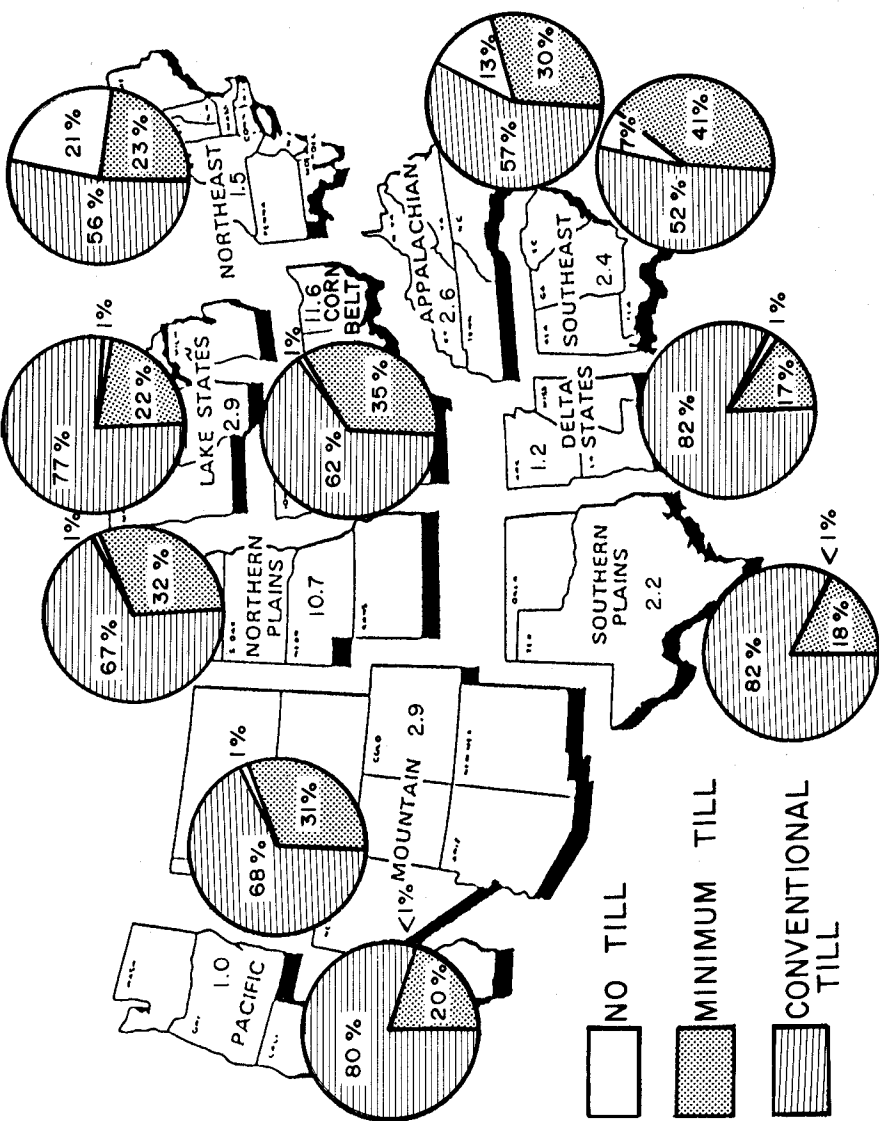 PACIFIC
1.0
80%
20%
<1%
MOUNTAIN
2.9
68%
31%
1%
NORTHERN
PLAINS
10.7
67%
32%
1%
LAKE STATES
2.9
77%
22%
1%
CORN
BELT
11.6
62%
35%
1%
NORTHEAST
1.5
56%
21%
23%
APPALACHIAN
2.6
57%
13%
30%
SOUTHEAST
2.4
52%
7%
41%
DELTA
STATES
1.2
82%
17%
1%
SOUTHERN
PLAINS
2.2
82%
18%
<1%
NO TILL
MINIMUM TILL
CONVENTIONAL
TILL